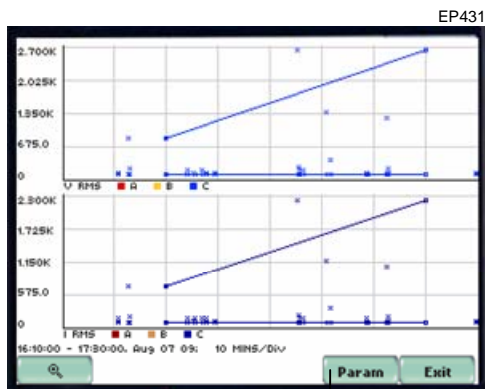 EP431
2.700K
2.025K
1.350K
675.0
0
V RMS A B C
2.300K
1.725K
1.150K
575.0
0
I RMS A B C
16:10:00 - 17:30:00, Aug 07 09: 10 MINS/Div
Param Exit